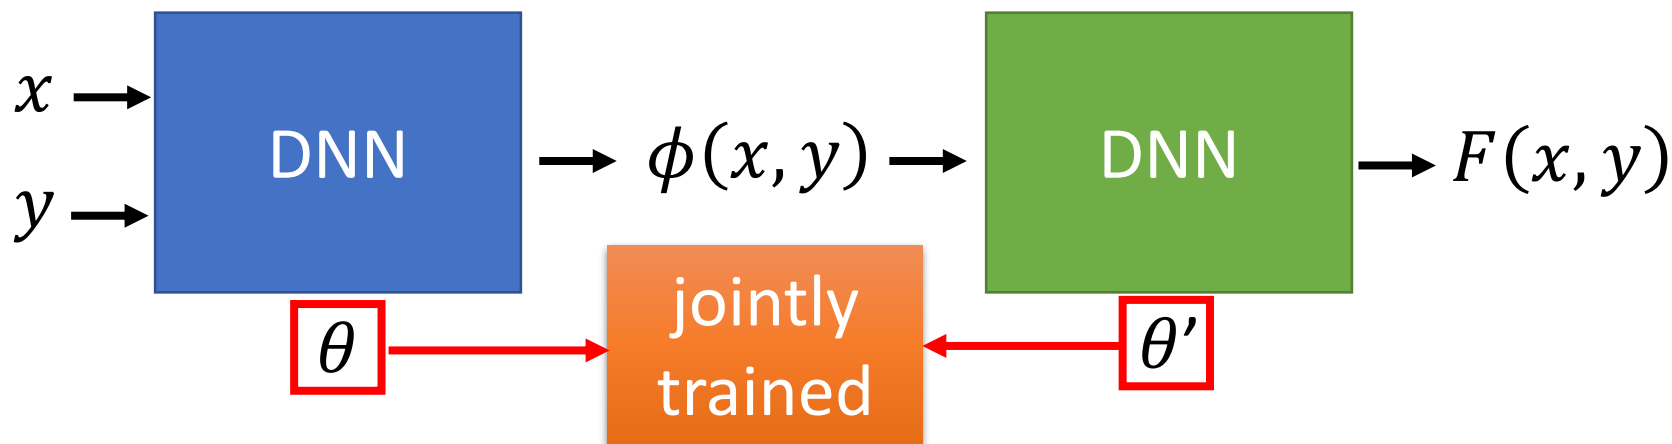 x
y
DNN
ϕ(x, y)
DNN
F(x, y)
θ
jointly
trained
θ′